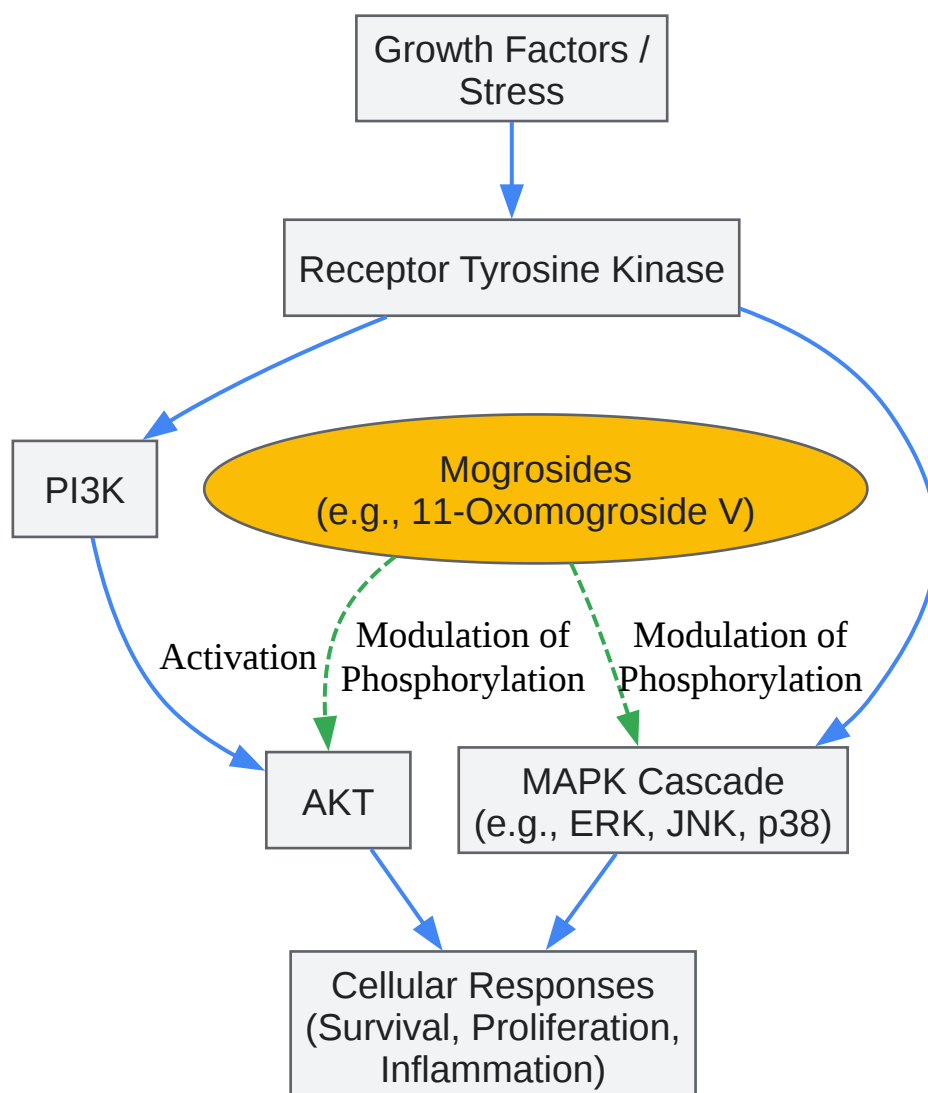 Growth Factors /
Stress
Receptor Tyrosine Kinase
PI3K
Mogrosides
(e.g., 11-Oxomogroside V)
Activation
Modulation of
Phosphorylation
Modulation of
Phosphorylation
AKT
MAPK Cascade
(e.g., ERK, JNK, p38)
Cellular Responses
(Survival, Proliferation,
Inflammation)